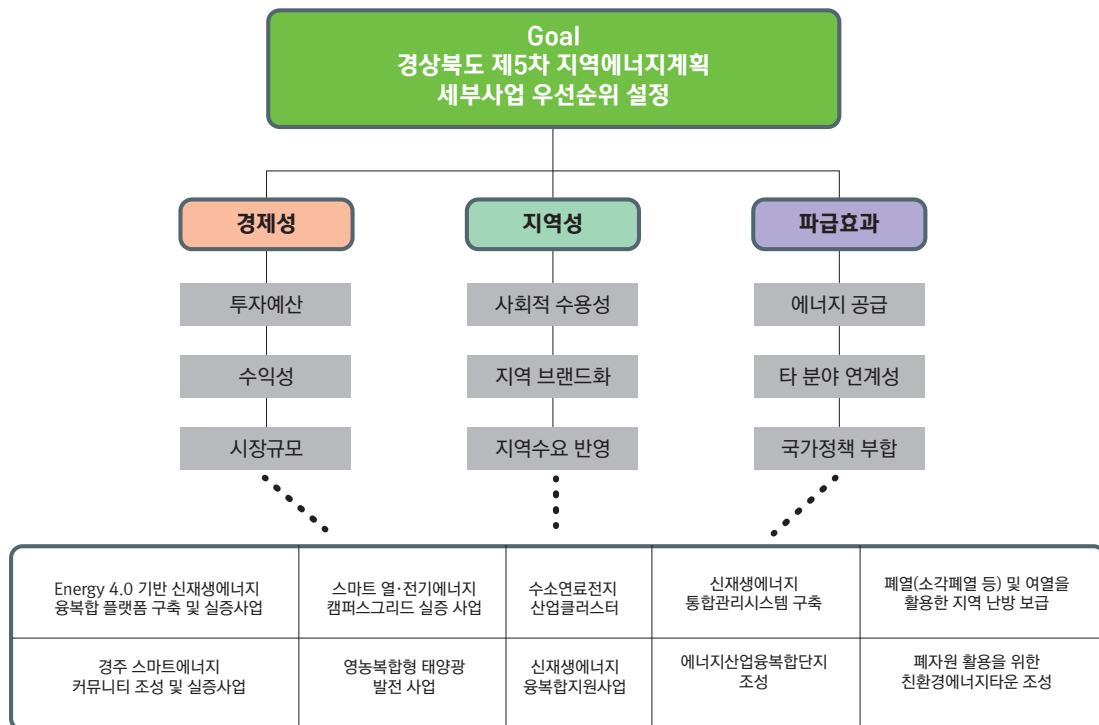 Goal
경상북도 제5차 지역에너지계획
세부사업 우선순위 설정
경제성
지역성
파급효과
투자예산
사회적 수용성
에너지 공급
수익성
지역 브랜드화
타 분야 연계성
시장규모
지역수요 반영
국가정책 부합
Energy 4.0 기반 신재생에너지
융복합 플랫폼 구축 및 실증사업
스마트 열·전기에너지
캠퍼스그리드 실증 사업
수소연료전지
산업클러스터
신재생에너지
통합관리시스템 구축
폐열(소각폐열 등) 및 여열을
활용한 지역 난방 보급
경주 스마트에너지
커뮤니티 조성 및 실증사업
영농복합형 태양광
발전 사업
신재생에너지
융복합지원사업
에너지산업융복합단지
조성
폐자원 활용을 위한
친환경에너지타운 조성